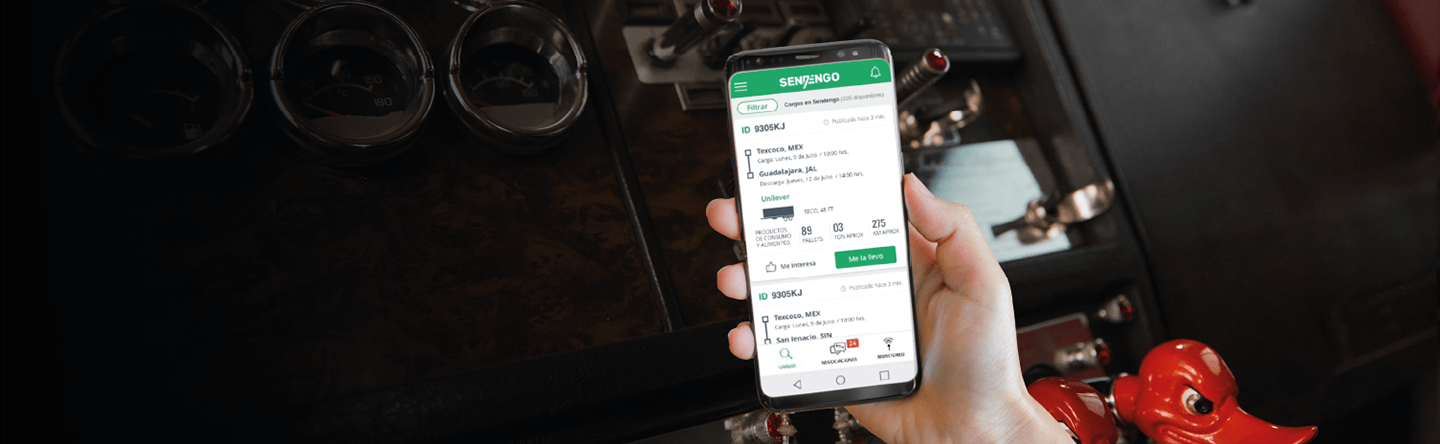 150
180
SENDENGO
Filtrar
Cargas en Sendengo (205 disponibles)
ID 9305KJ
Publicado hace 3 min.
Texcoco, MEX
Carga: Lunes, 9 de Julio. / 19:00 hrs.
Guadalajara, JAL
Descarga: Jueves, 12 de Julio. / 14:00 hrs.
Unilever
SECO, 48 FT
PRODUCTOS
DE CONSUMO
Y ALIMENTOS
89
PALLETS
03
TON APROX
275
KM APROX
Me interesa
Me la llevo
ID 9305KJ
Publicado hace 3 min.
Texcoco, MEX
Carga: Lunes, 9 de Julio. / 19:00 hrs.
San Ignacio, SIN
CARGAS
24
NEGOCIACIONES
MONITOREO